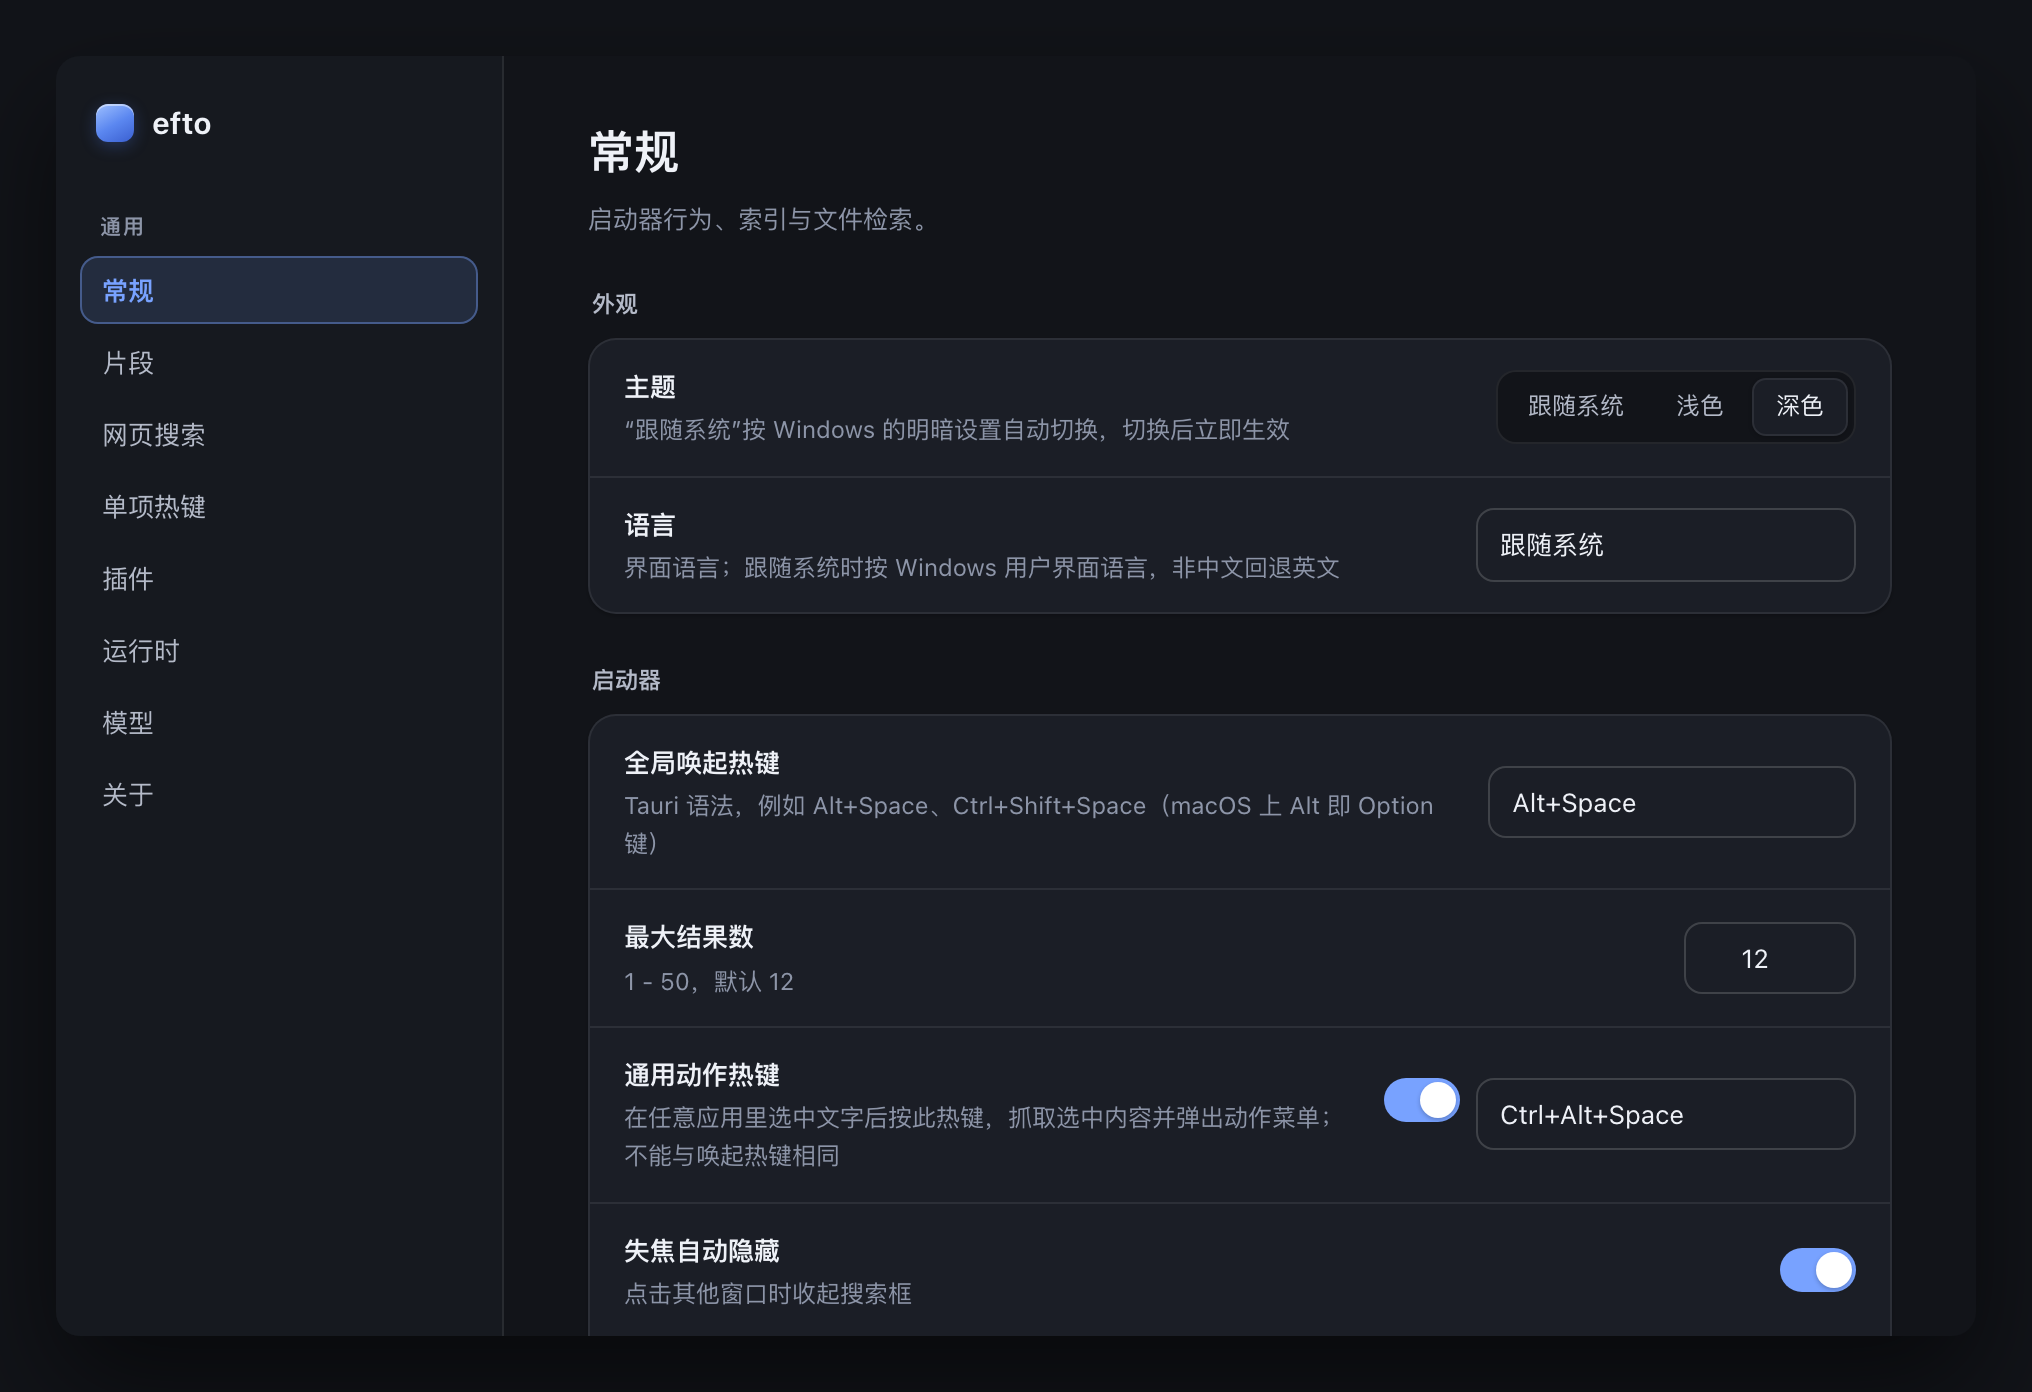 efto
通用
常规
片段
网页搜索
单项热键
插件
运行时
模型
关于
常规
启动器行为、索引与文件检索。
外观
主题
“跟随系统”按 Windows 的明暗设置自动切换，切换后立即生效
跟随系统 浅色 深色
语言
界面语言；跟随系统时按 Windows 用户界面语言，非中文回退英文
跟随系统
启动器
全局唤起热键
Tauri 语法，例如 Alt+Space、Ctrl+Shift+Space（macOS 上 Alt 即 Option
键）
Alt+Space
最大结果数
1 - 50，默认 12
12
通用动作热键
在任意应用里选中文字后按此热键，抓取选中内容并弹出动作菜单；
不能与唤起热键相同
Ctrl+Alt+Space
失焦自动隐藏
点击其他窗口时收起搜索框